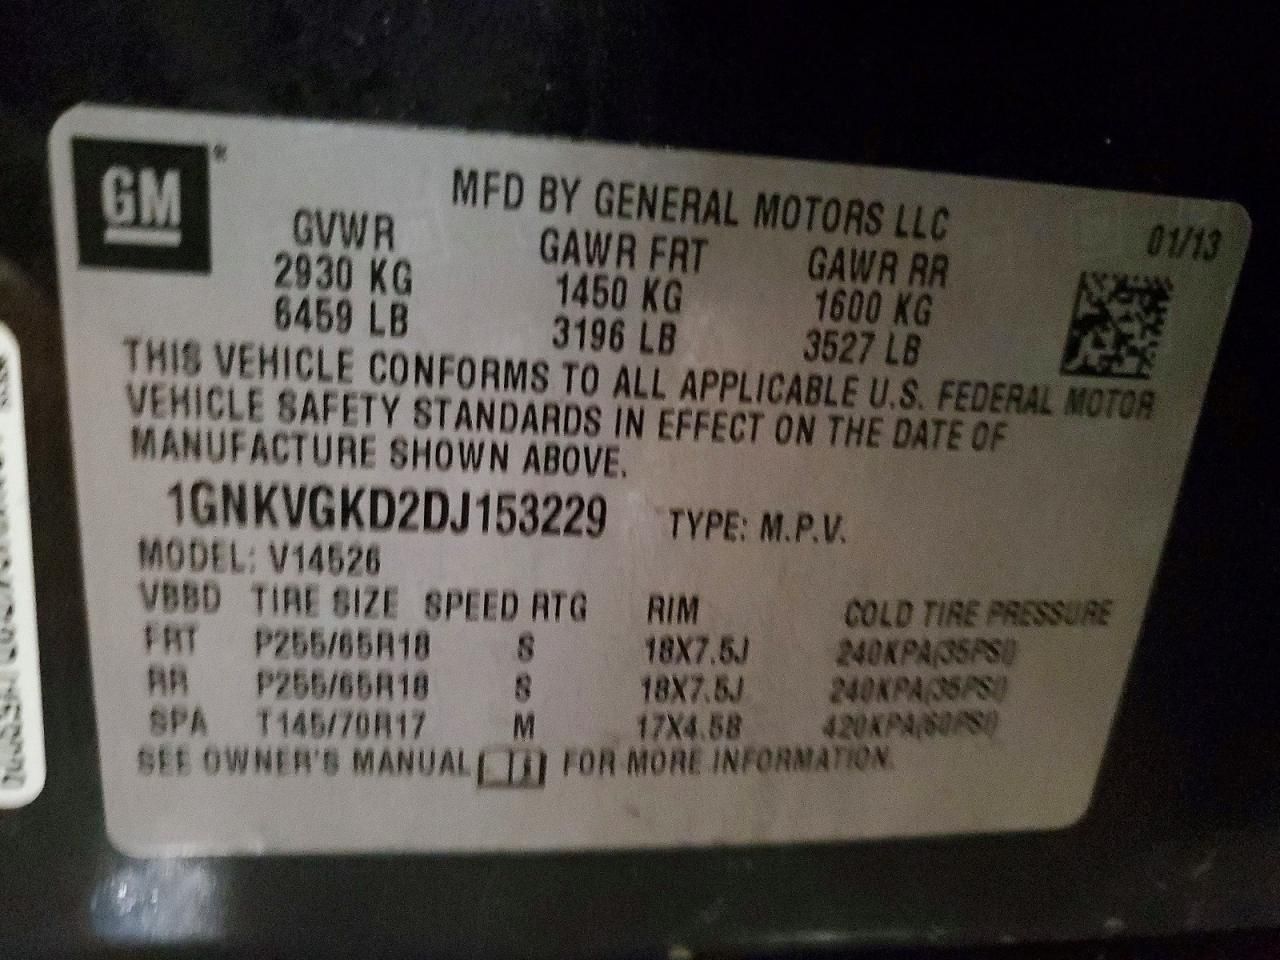 GM®
MFD BY GENERAL MOTORS LLC
01/13
GVWR GAWR FRT GAWR RR
2930 KG 1450 KG 1600 KG
6459 LB 3196 LB 3527 LB
THIS VEHICLE CONFORMS TO ALL APPLICABLE U.S. FEDERAL MOTOR
VEHICLE SAFETY STANDARDS IN EFFECT ON THE DATE OF
MANUFACTURE SHOWN ABOVE.
1GNKVGKD2DJ153229 TYPE: M.P.V.
MODEL: V14526
VBBD TIRE SIZE SPEED RTG RIM COLD TIRE PRESSURE
FRT P255/65R18 S 18X7.5J 240KPA(35PSI)
RR P255/65R18 S 18X7.5J 240KPA(35PSI)
SPA T145/70R17 M 17X4.5B 420KPA(60PSI)
SEE OWNER'S MANUAL FOR MORE INFORMATION.